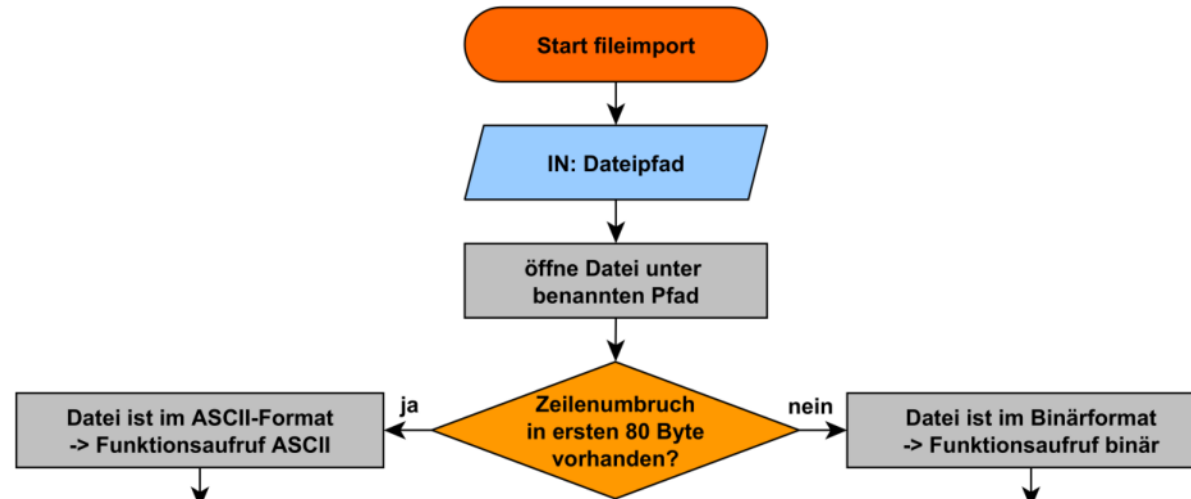 Start fileimport
IN: Dateipfad
öffne Datei unter
benannten Pfad
Zeilenumbruch
in ersten 80 Byte
vorhanden?
ja
nein
Datei ist im ASCII-Format
-> Funktionsaufruf ASCII
Datei ist im Binärformat
-> Funktionsaufruf binär